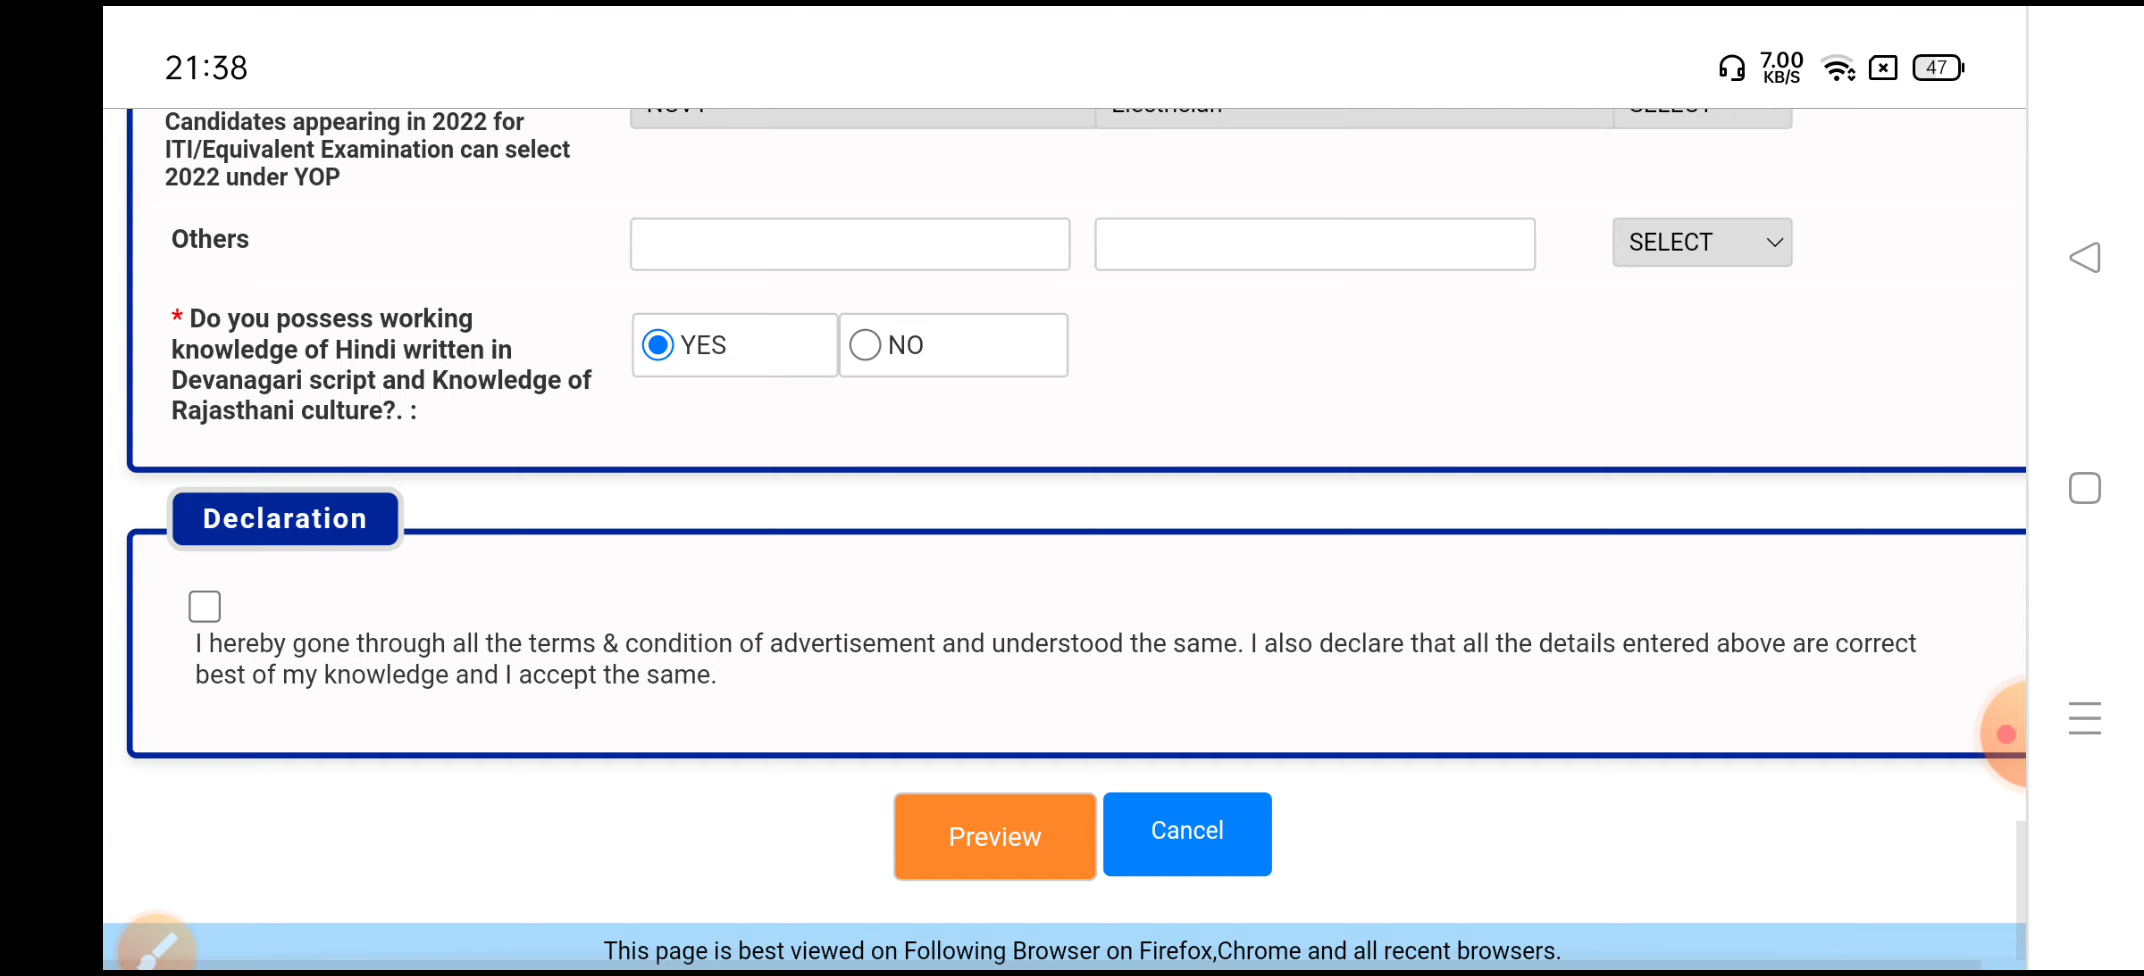 21:38
7.00
KB/S
47
Candidates appearing in 2022 for
ITI/Equivalent Examination can select
2022 under YOP
Others
SELECT
* Do you possess working
knowledge of Hindi written in
Devanagari script and Knowledge of
Rajasthani culture?. :
YES
NO
Declaration
I hereby gone through all the terms & condition of advertisement and understood the same. I also declare that all the details entered above are correct
best of my knowledge and I accept the same.
Preview
Cancel
This page is best viewed on Following Browser on Firefox,Chrome and all recent browsers.